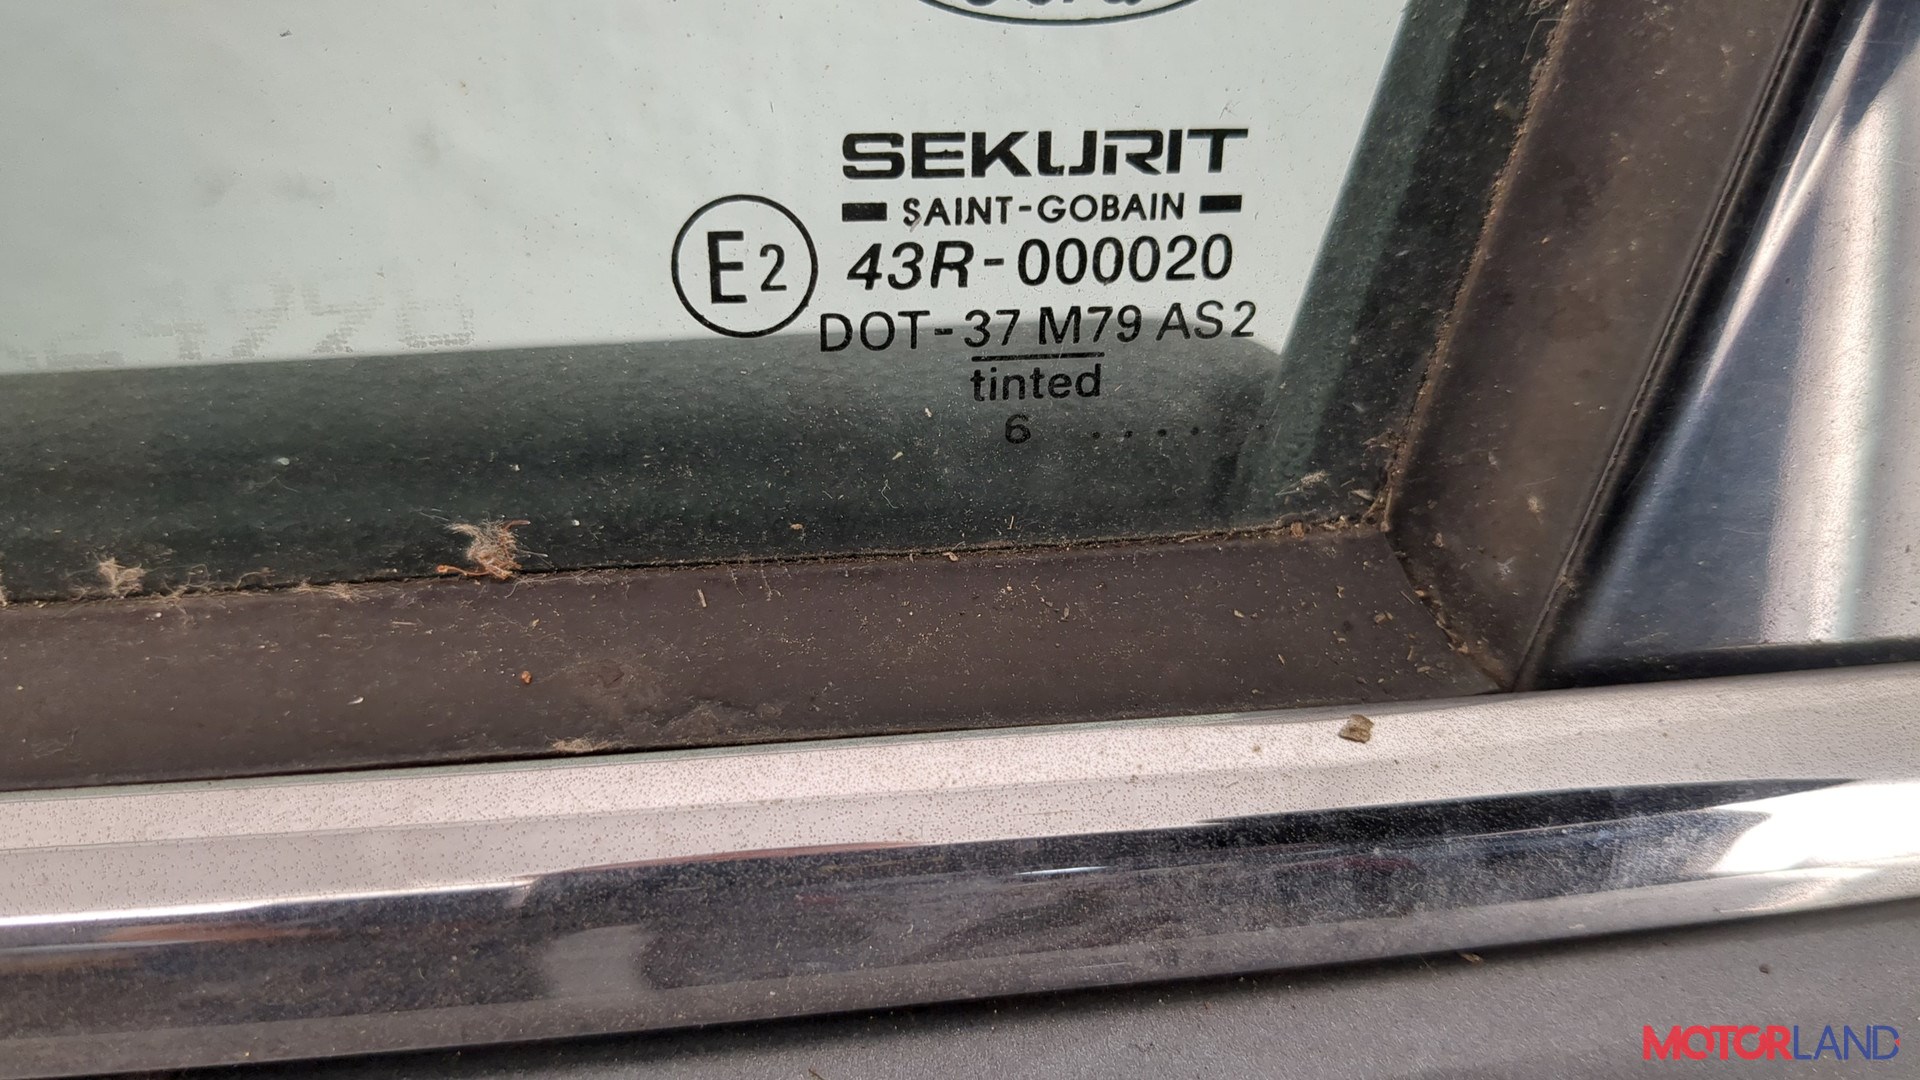 SEKURIT
SAINT-GOBAIN
E2
43R-000020
DOT-37 M79 AS2
tinted
6 .....
MOTORLAND